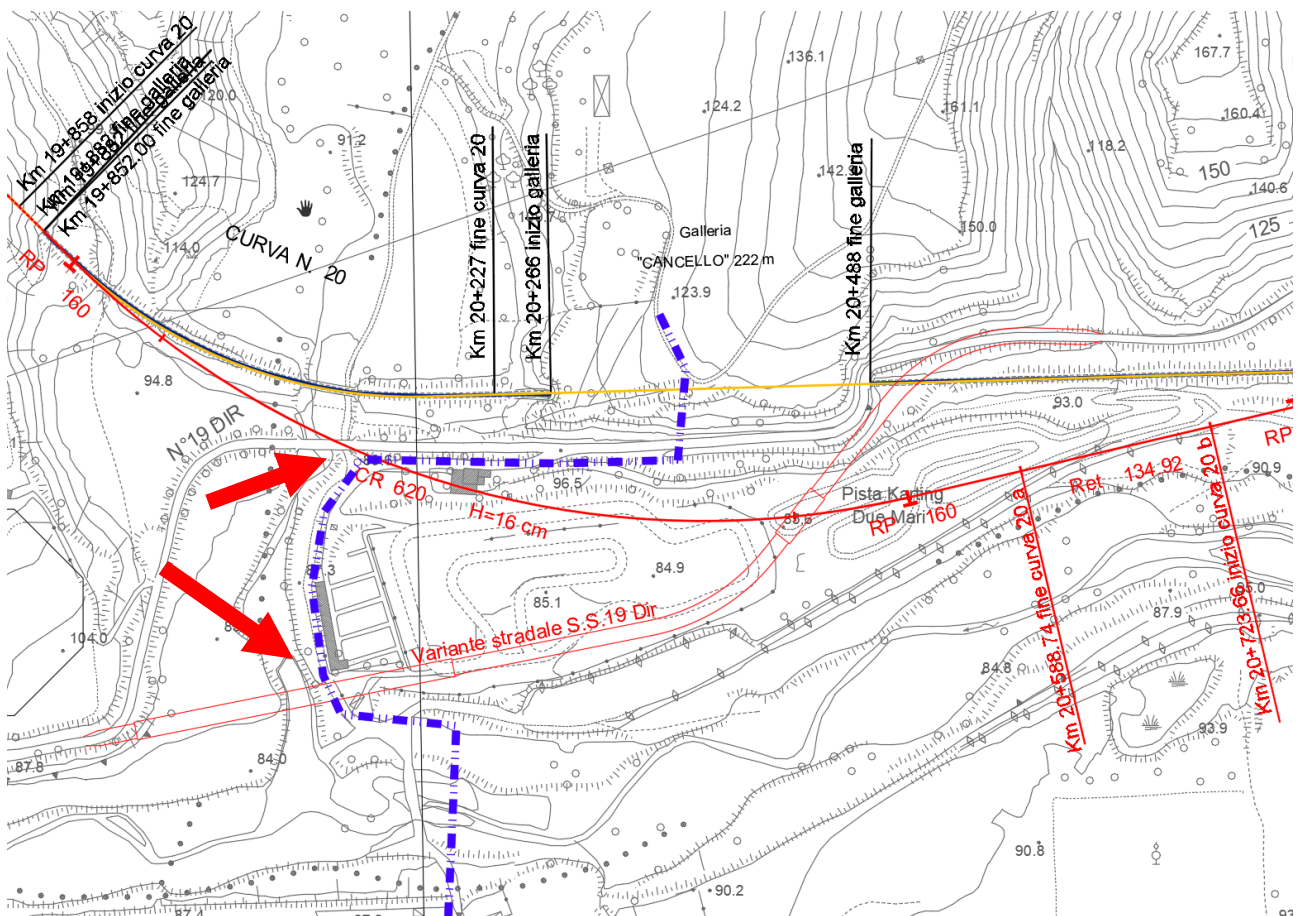 Km 19+858 inizio curva 20
Km 19+852.00 fine galleria
120.0
136.1
167.7
124.2
161.1
160.4
91.2
118.2
124.7
150
140.6
142.
Km 20+227 fine curva 20
Km 20+266 inizio galleria
Km 20+488 fine galleria
CURVA N. 20
114.0
Galleria
150.0
125
"CANCELLO" 222 m
123.9
RP
160
94.8
93.0
N°19 DIR
CR 620
96.5
H=16 cm
Ret 134.92
RP
90.9
Pista Karting
Due Mari
85.6
RP 160
Km 20+588.74 fine curva 20 a
Km 20+723.66 inizio curva 20 b
84.9
85.1
87.9
104.0
Variante stradale S.S.19 Dir
84.8
93.9
87.8
84.0
90.8
90.2
87.4